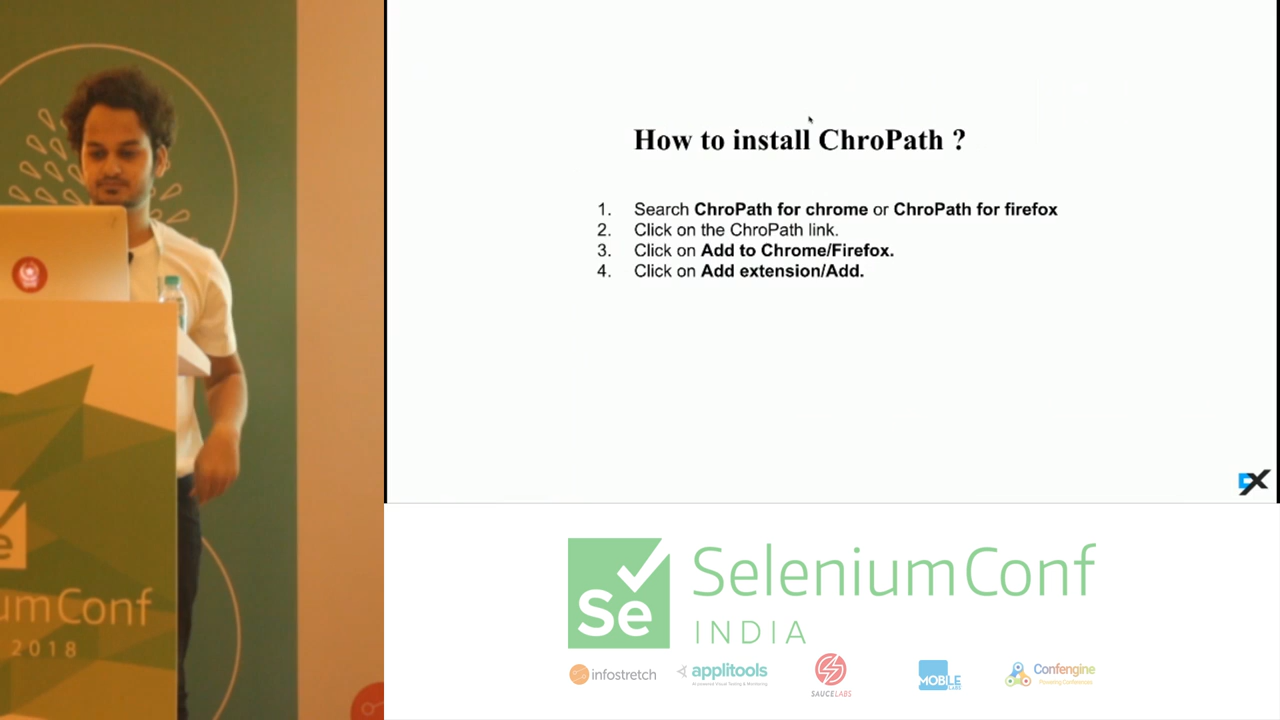 How to install ChroPath ?
1. Search ChroPath for chrome or ChroPath for firefox
2. Click on the ChroPath link.
3. Click on Add to Chrome/Firefox.
4. Click on Add extension/Add.
e
umConf
2018
Se
SeleniumConf
INDIA
infostretch
applitools
SAUCELABS
MOBILE
LABS
Confengine